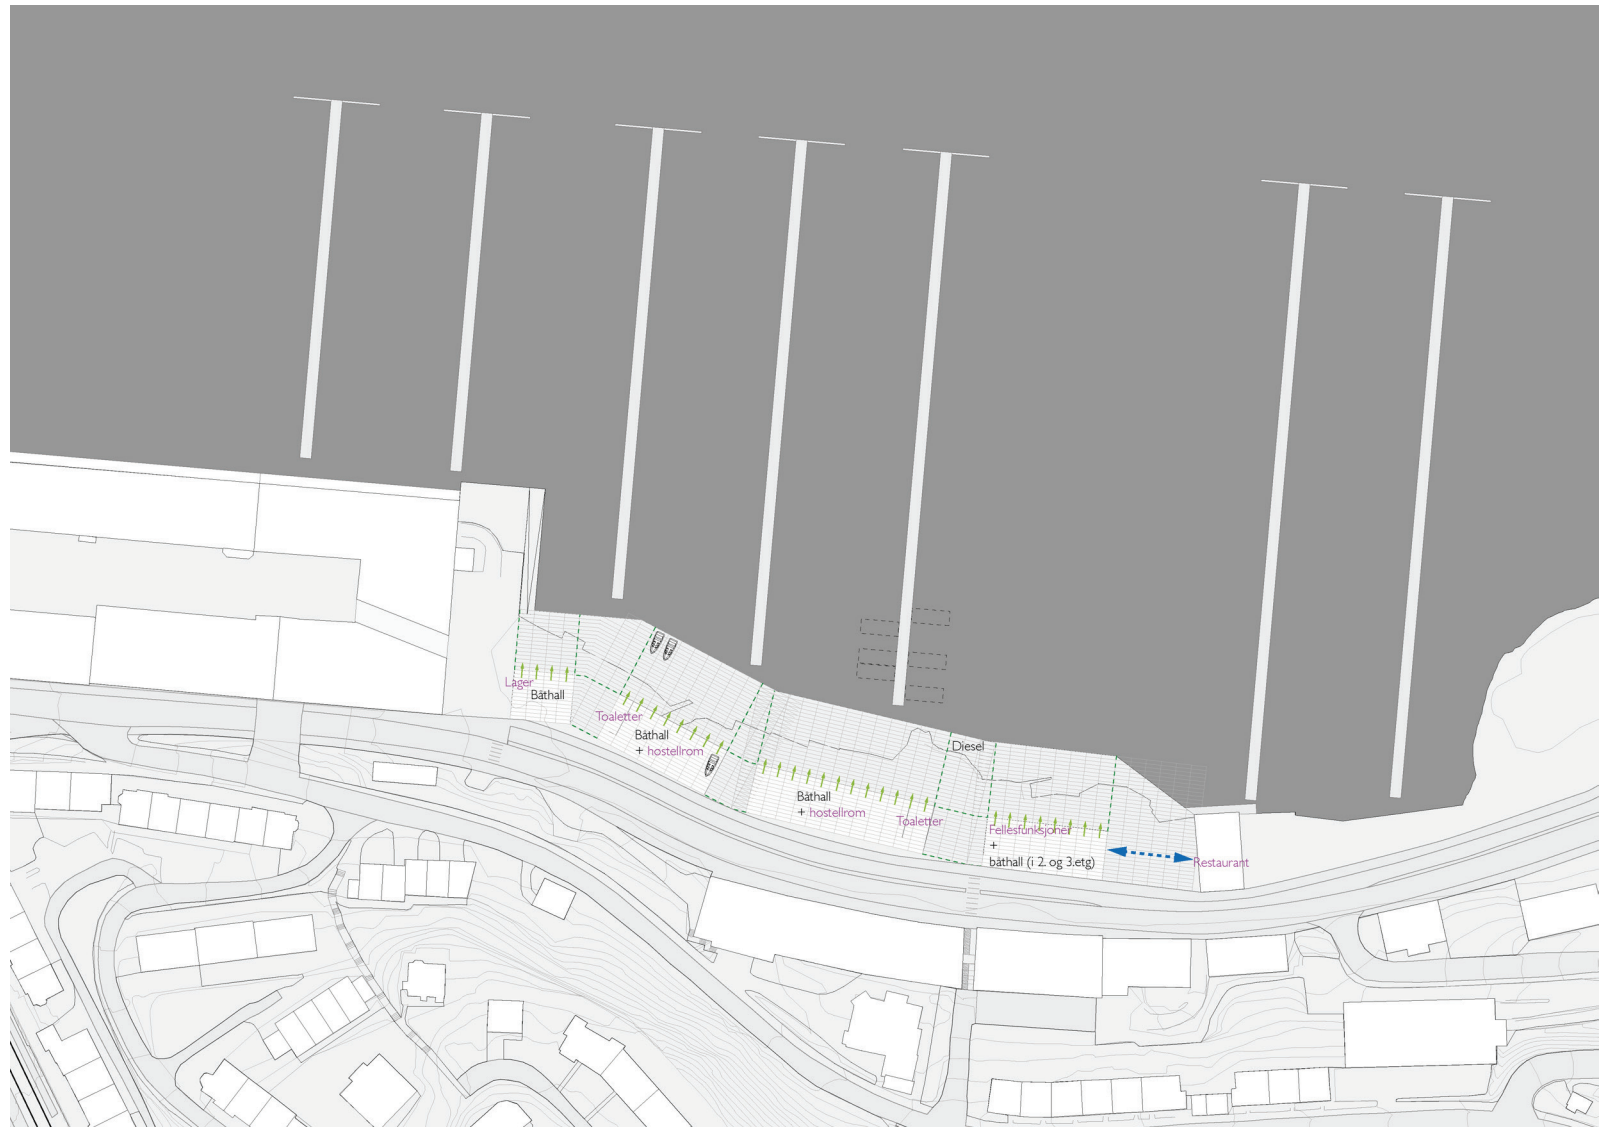 Lager
Båthall
Toaletter
Båthall
+ hostellrom
Båthall
+ hostellrom
Toaletter
Diesel
Fellesfunksjoner
+
båthall (i 2. og 3.etg)
Restaurant